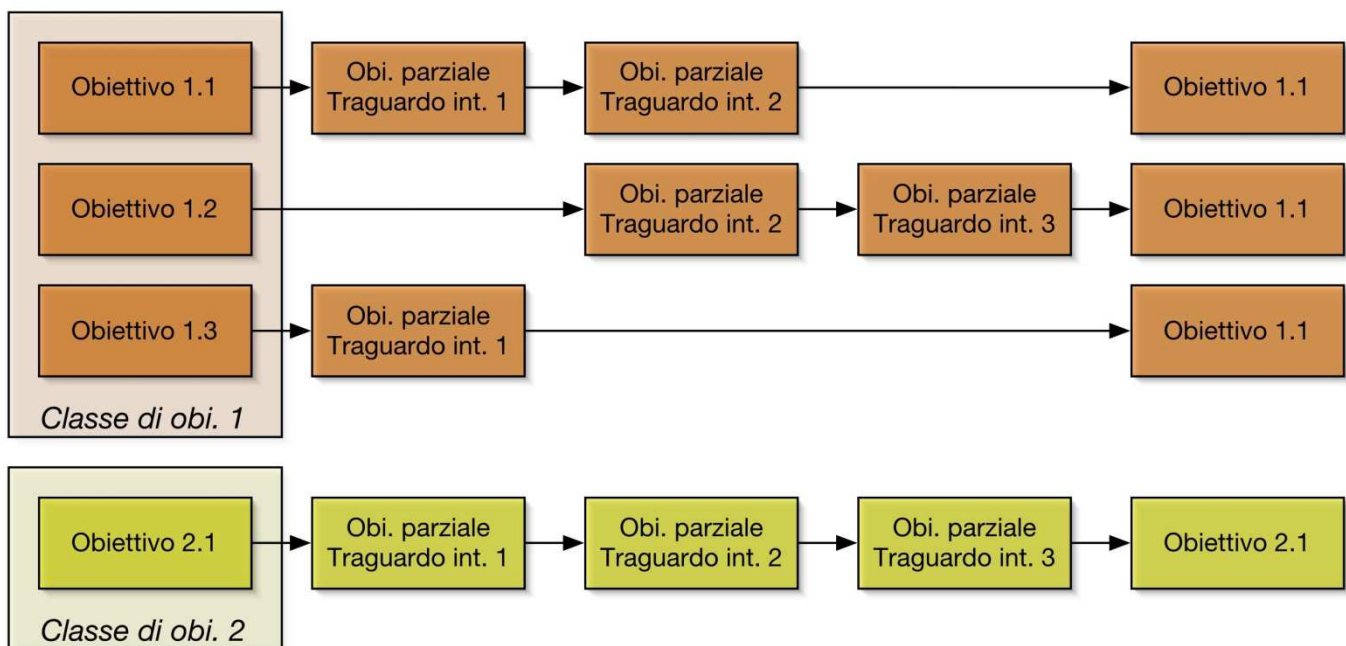 Obiettivo 1.1
Obi. parziale
Traguardo int. 1
Obi. parziale
Traguardo int. 2
Obiettivo 1.1
Obiettivo 1.2
Obi. parziale
Traguardo int. 2
Obi. parziale
Traguardo int. 3
Obiettivo 1.1
Obiettivo 1.3
Obi. parziale
Traguardo int. 1
Obiettivo 1.1
Classe di obi. 1
Obiettivo 2.1
Obi. parziale
Traguardo int. 1
Obi. parziale
Traguardo int. 2
Obi. parziale
Traguardo int. 3
Obiettivo 2.1
Classe di obi. 2